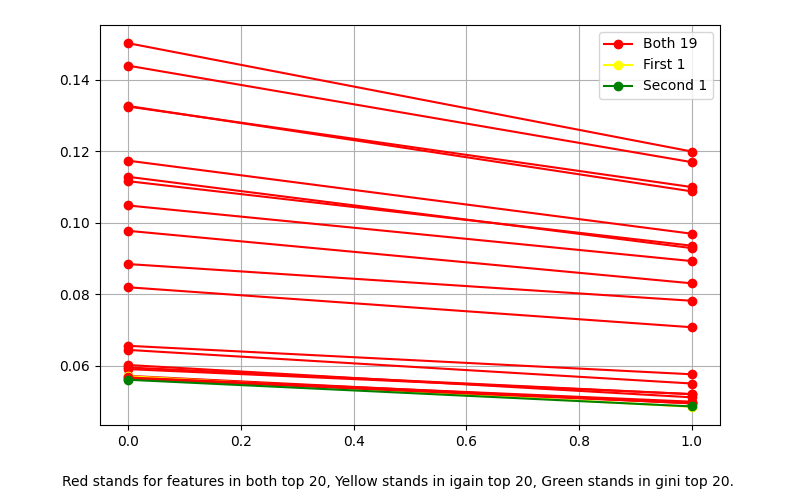 0.14
0.12
0.10
0.08
0.06
0.0 0.2 0.4 0.6 0.8 1.0
Both 19
First 1
Second 1
Red stands for features in both top 20, Yellow stands in igain top 20, Green stands in gini top 20.